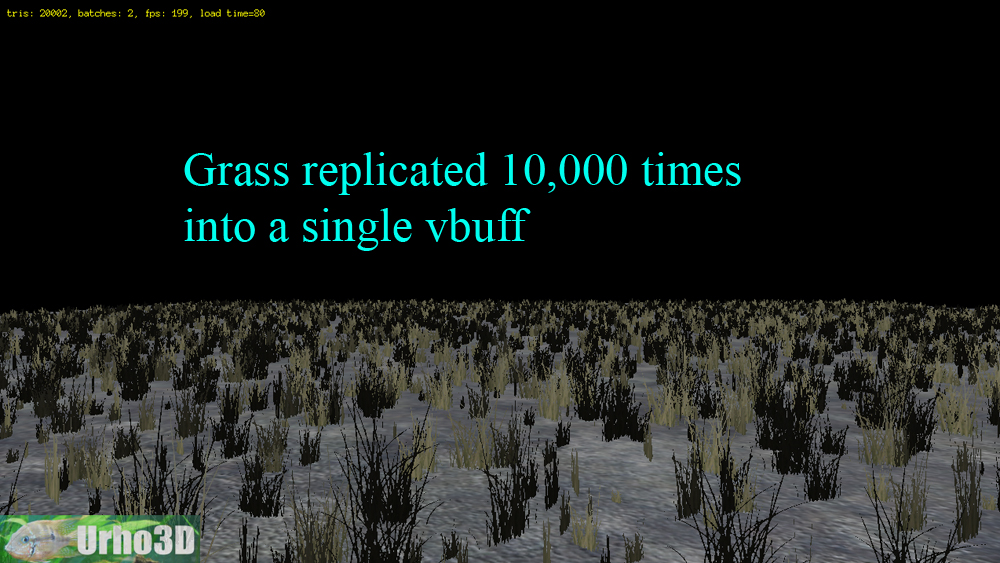 tris: 20002, batches: 2, fps: 199, load time=80
Grass replicated 10,000 times
into a single vbuff
Urho3D